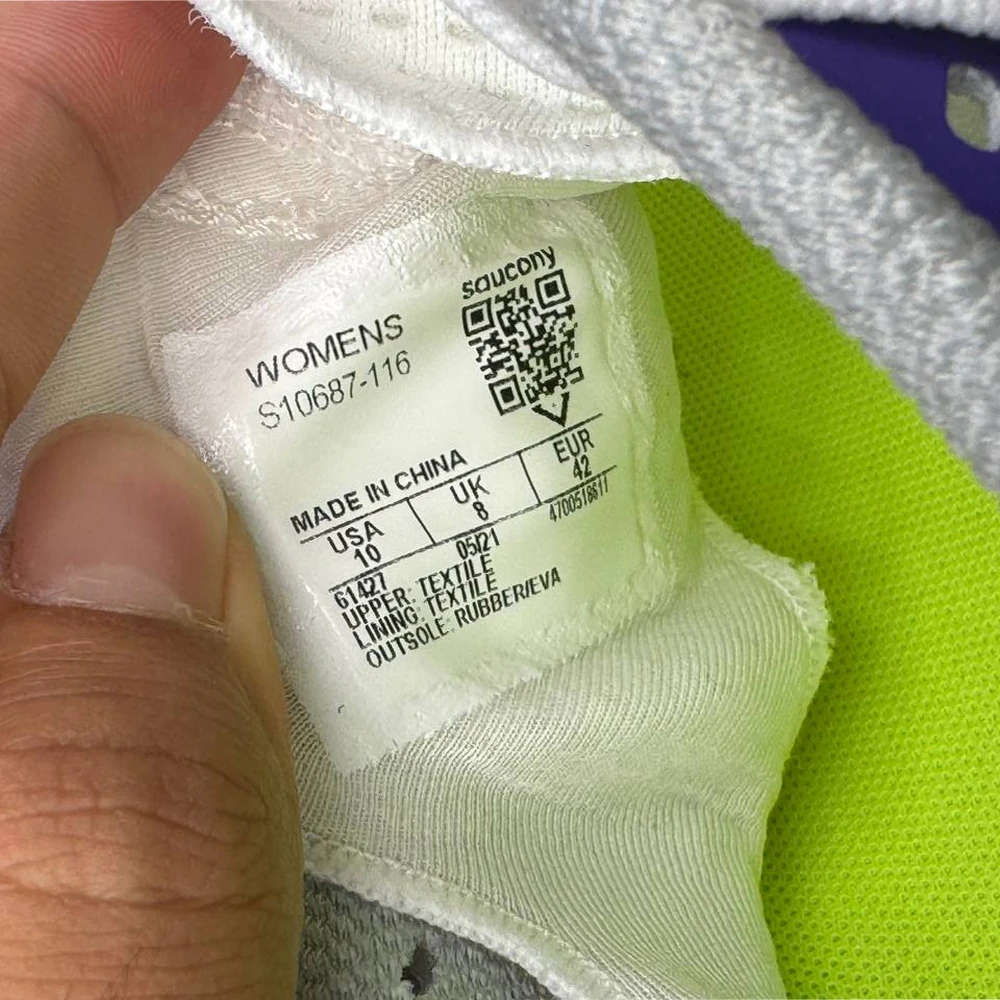 saucony
WOMENS
S10687-116
MADE IN CHINA
USA UK EUR
10 8 42
61427 05/21 4700518611
UPPER: TEXTILE
LINING: TEXTILE
OUTSOLE: RUBBER/EVA